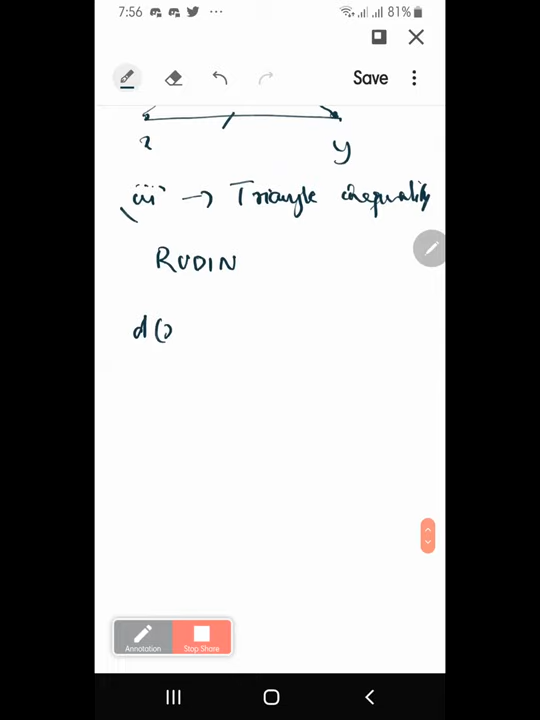 7:56 81%
Save
x y
(iii) → Triangle inequality
RUDIN
d(
Annotation Stop Share